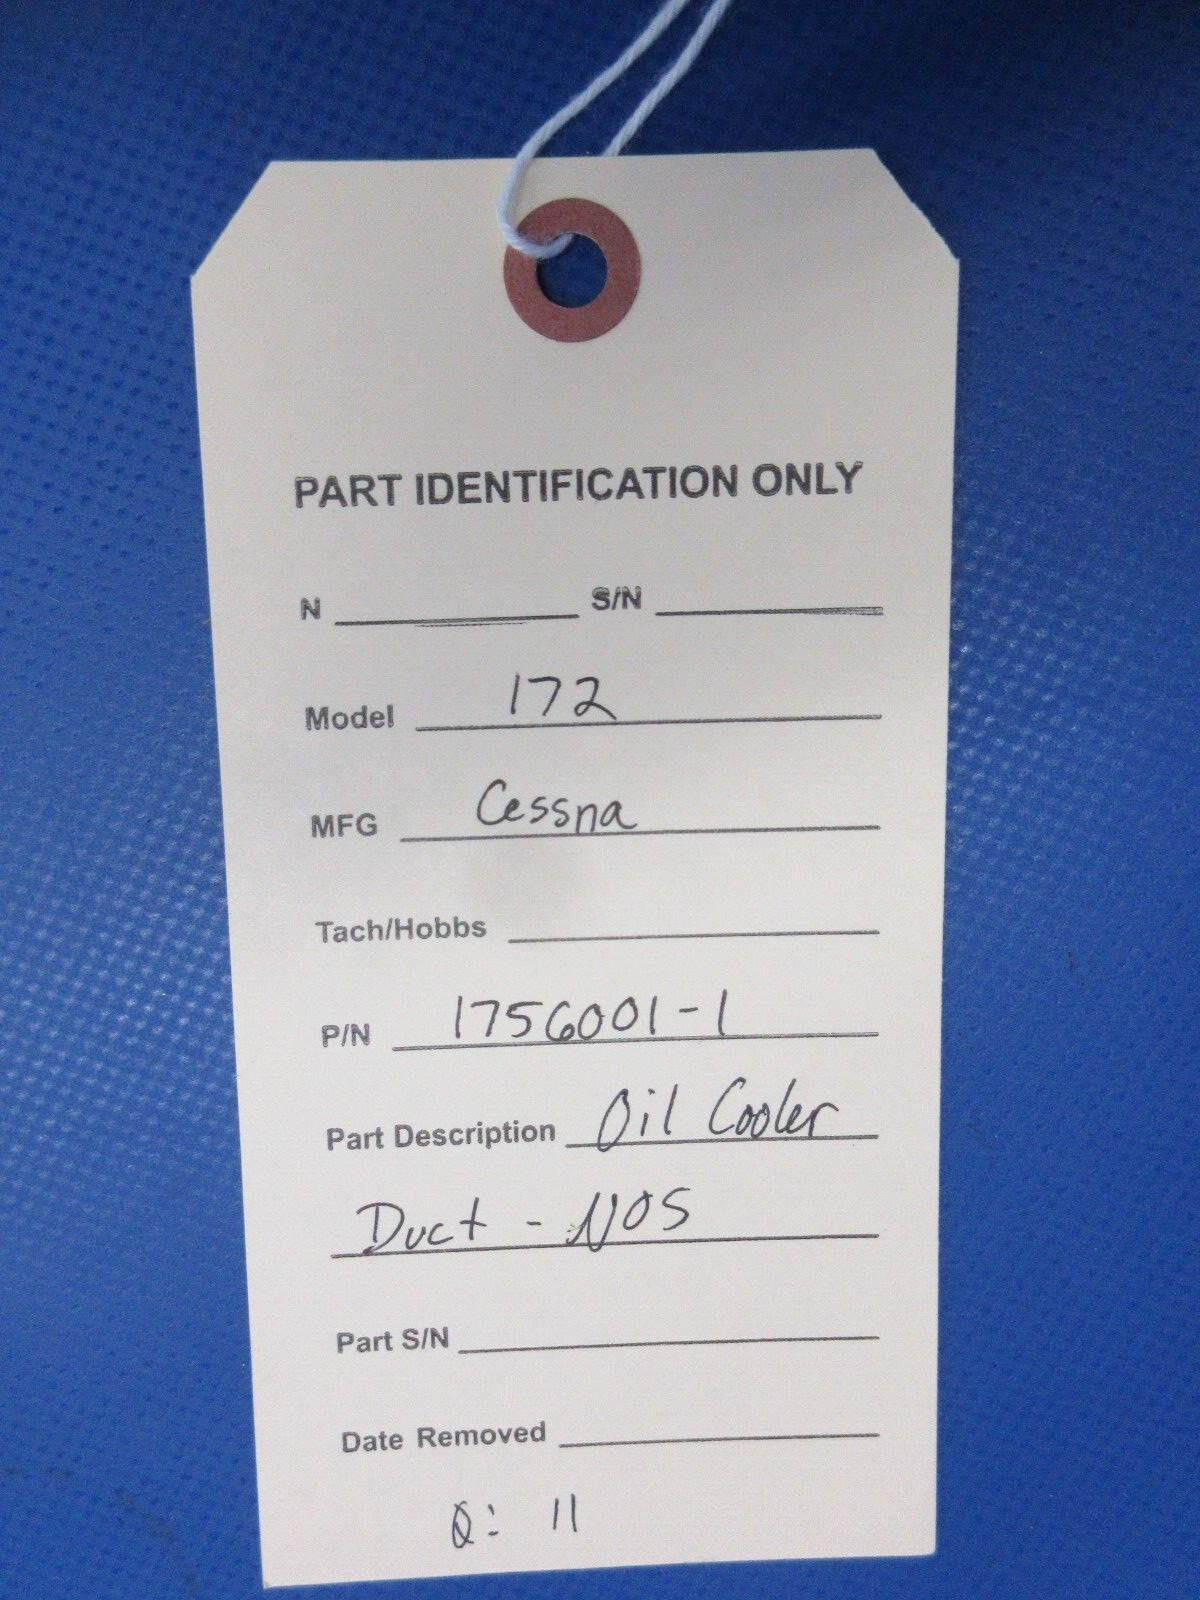 PART IDENTIFICATION ONLY
N S/N
Model 172
MFG Cessna
Tach/Hobbs
P/N 1756001-1
Part Description Oil Cooler
Duct - NOS
Part S/N
Date Removed
Q: 11